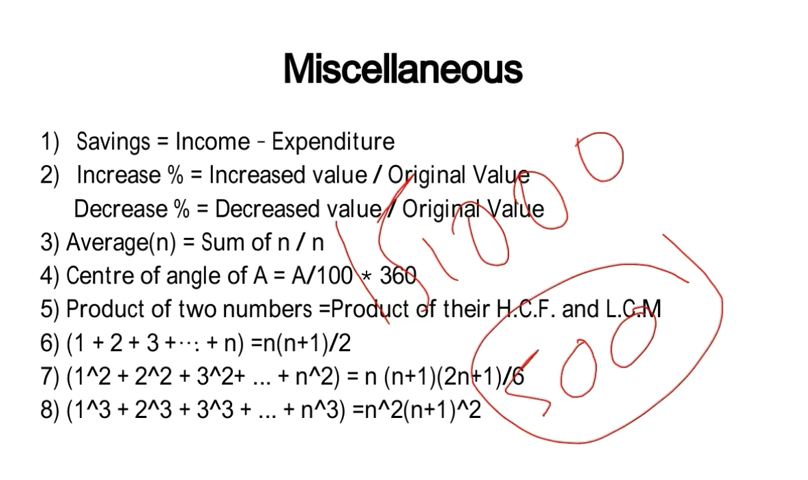 Miscellaneous
1) Savings = Income - Expenditure
2) Increase % = Increased value / Original Value
Decrease % = Decreased value / Original Value
3) Average(n) = Sum of n / n
4) Centre of angle of A = A/100 * 360
5) Product of two numbers =Product of their H.C.F. and L.C.M
6) (1 + 2 + 3 +···: + n) =n(n+1)/2
7) (1^2 + 2^2 + 3^2+ ... + n^2) = n (n+1)(2n+1)/6
8) (1^3 + 2^3 + 3^3 + ... + n^3) =n^2(n+1)^2
15,000
500